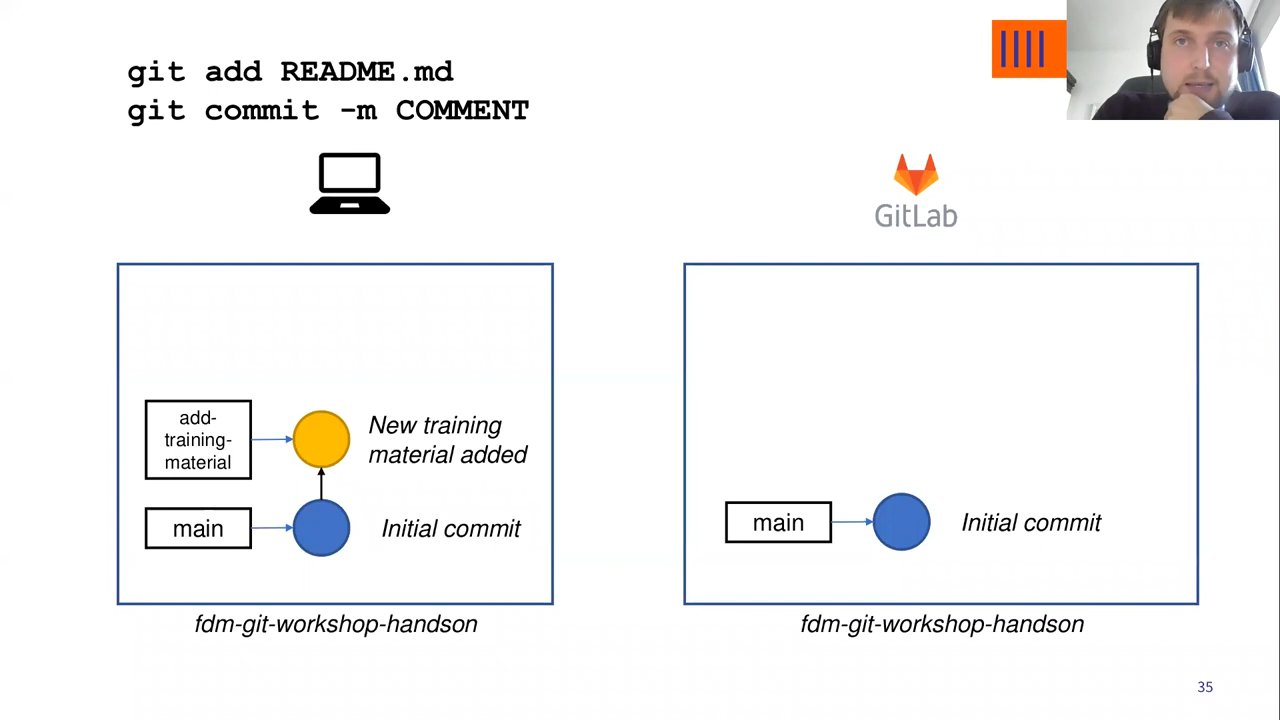 git add README.md
git commit -m COMMENT
GitLab
add-
training-
material
New training
material added
main
Initial commit
fdm-git-workshop-handson
main
Initial commit
fdm-git-workshop-handson
35